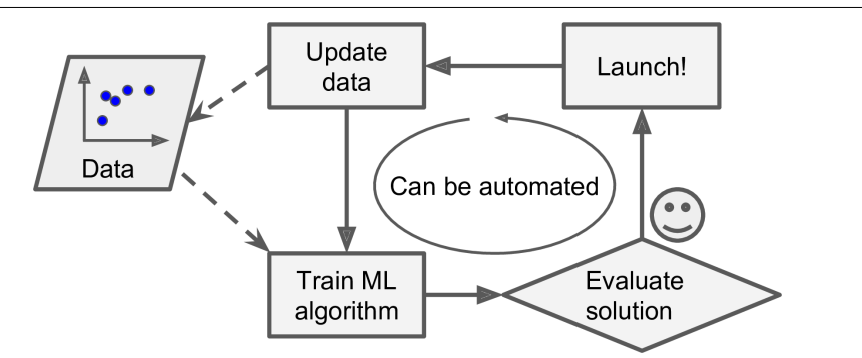 Update
data
Launch!
Data
Can be automated
Train ML
algorithm
Evaluate
solution